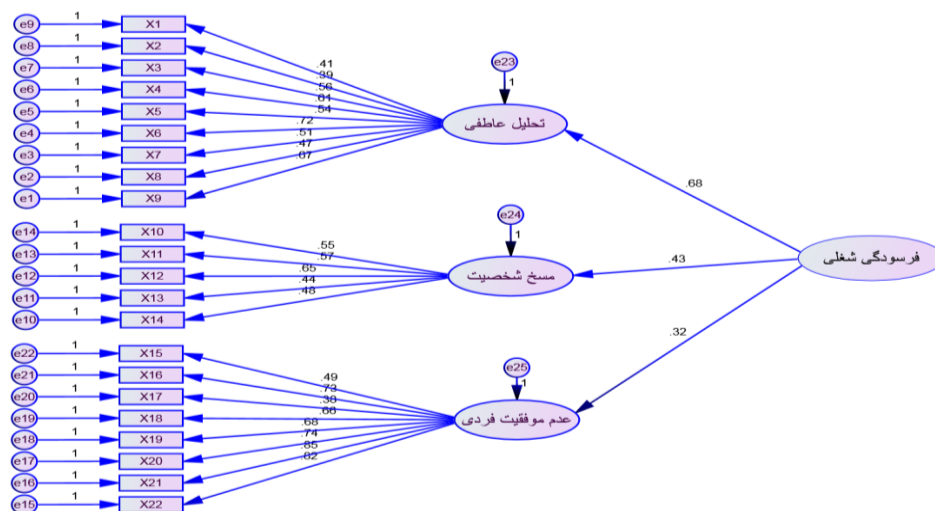 e9 1 X1
e8 1 X2
e7 1 X3
e6 1 X4
e5 1 X5
e4 1 X6
e3 1 X7
e2 1 X8
e1 1 X9
.41
.39
.56
.61
.54
.72
.51
.47
.67
e23
1
تحلیل عاطفی
.68
e14 1 X10
e13 1 X11
e12 1 X12
e11 1 X13
e10 1 X14
.55
.57
.65
.44
.48
e24
1
مسخ شخصیت
.43
فرسودگی شغلی
.32
e22 1 X15
e21 1 X16
e20 1 X17
e19 1 X18
e18 1 X19
e17 1 X20
e16 1 X21
e15 1 X22
.49
.73
.38
.66
.68
.74
.85
.82
e25
1
عدم موفقیت فردی